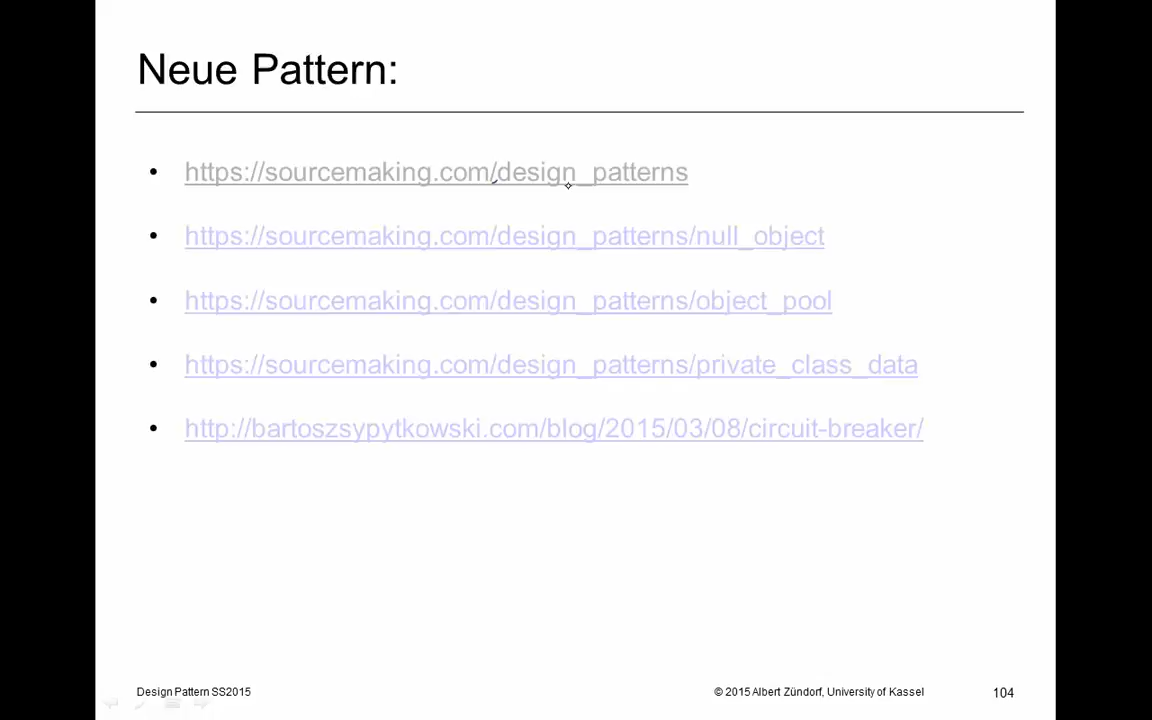 Neue Pattern:
• https://sourcemaking.com/design_patterns
• https://sourcemaking.com/design_patterns/null_object
• https://sourcemaking.com/design_patterns/object_pool
• https://sourcemaking.com/design_patterns/private_class_data
• http://bartoszsypytkowski.com/blog/2015/03/08/circuit-breaker/
Design Pattern SS2015
© 2015 Albert Zündorf, University of Kassel
104